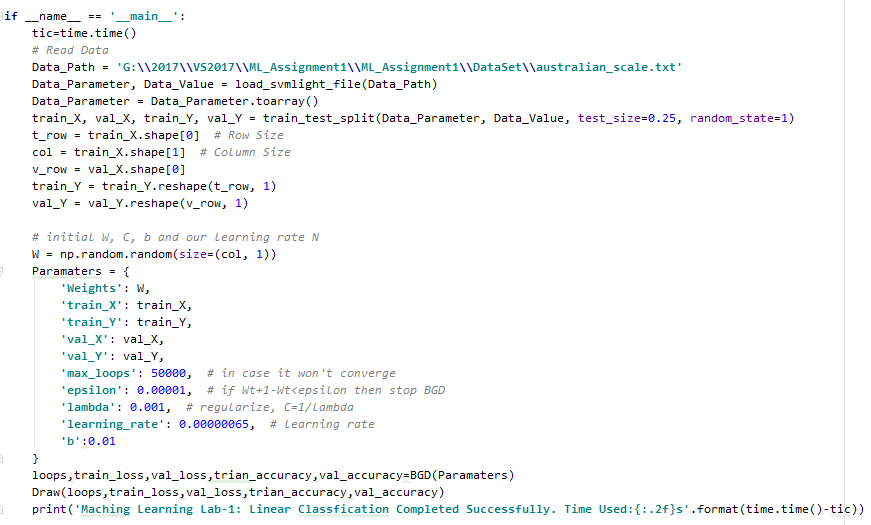 if __name__ == '__main__':
    tic=time.time()
    # Read Data
    Data_Path = 'G:\\2017\\VS2017\\ML_Assignment1\\ML_Assignment1\\DataSet\\australian_scale.txt'
    Data_Parameter, Data_Value = load_svmlight_file(Data_Path)
    Data_Parameter = Data_Parameter.toarray()
    train_X, val_X, train_Y, val_Y = train_test_split(Data_Parameter, Data_Value, test_size=0.25, random_state=1)
    t_row = train_X.shape[0]  # Row Size
    col = train_X.shape[1]  # Column Size
    v_row = val_X.shape[0]
    train_Y = train_Y.reshape(t_row, 1)
    val_Y = val_Y.reshape(v_row, 1)

    # initial W, C, b and our learning rate N
    W = np.random.random(size=(col, 1))
    Paramaters = {
        'Weights': W,
        'train_X': train_X,
        'train_Y': train_Y,
        'val_X': val_X,
        'val_Y': val_Y,
        'max_loops': 50000,  # in case it won't converge
        'epsilon': 0.00001,  # if Wt+1-Wt<epsilon then stop BGD
        'lambda': 0.001,  # regularize, C=1/lambda
        'learning_rate': 0.00000065,  # learning rate
        'b':0.01
    }
    loops,train_loss,val_loss,trian_accuracy,val_accuracy=BGD(Paramaters)
    Draw(loops,train_loss,val_loss,trian_accuracy,val_accuracy)
    print('Maching Learning Lab-1: Linear Classfication Completed Successfully. Time Used:{:.2f}s'.format(time.time()-tic))